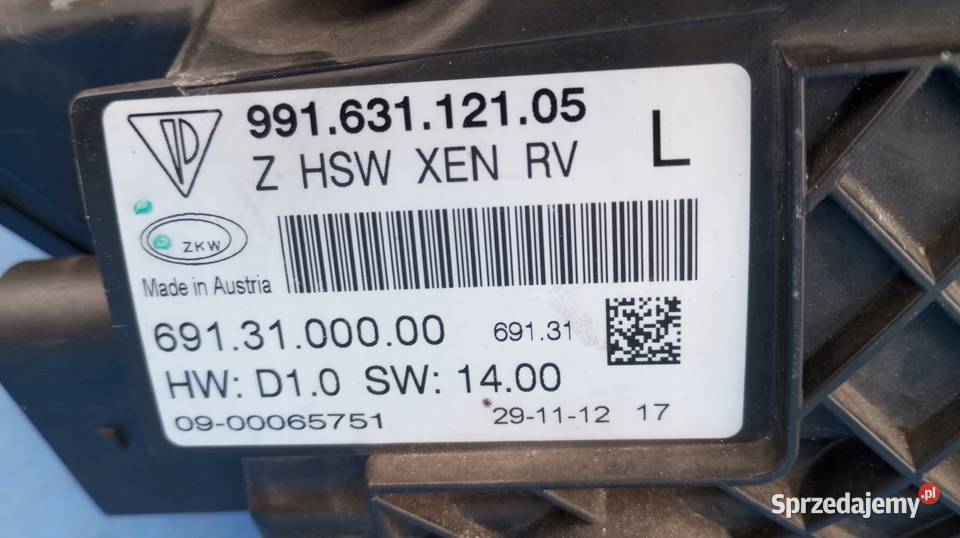 991.631.121.05
Z HSW XEN RV L
ZKW
Made in Austria
691.31.000.00 691.31
HW: D1.0 SW: 14.00
09-00065751 29-11-12 17
Sprzedajemy.pl